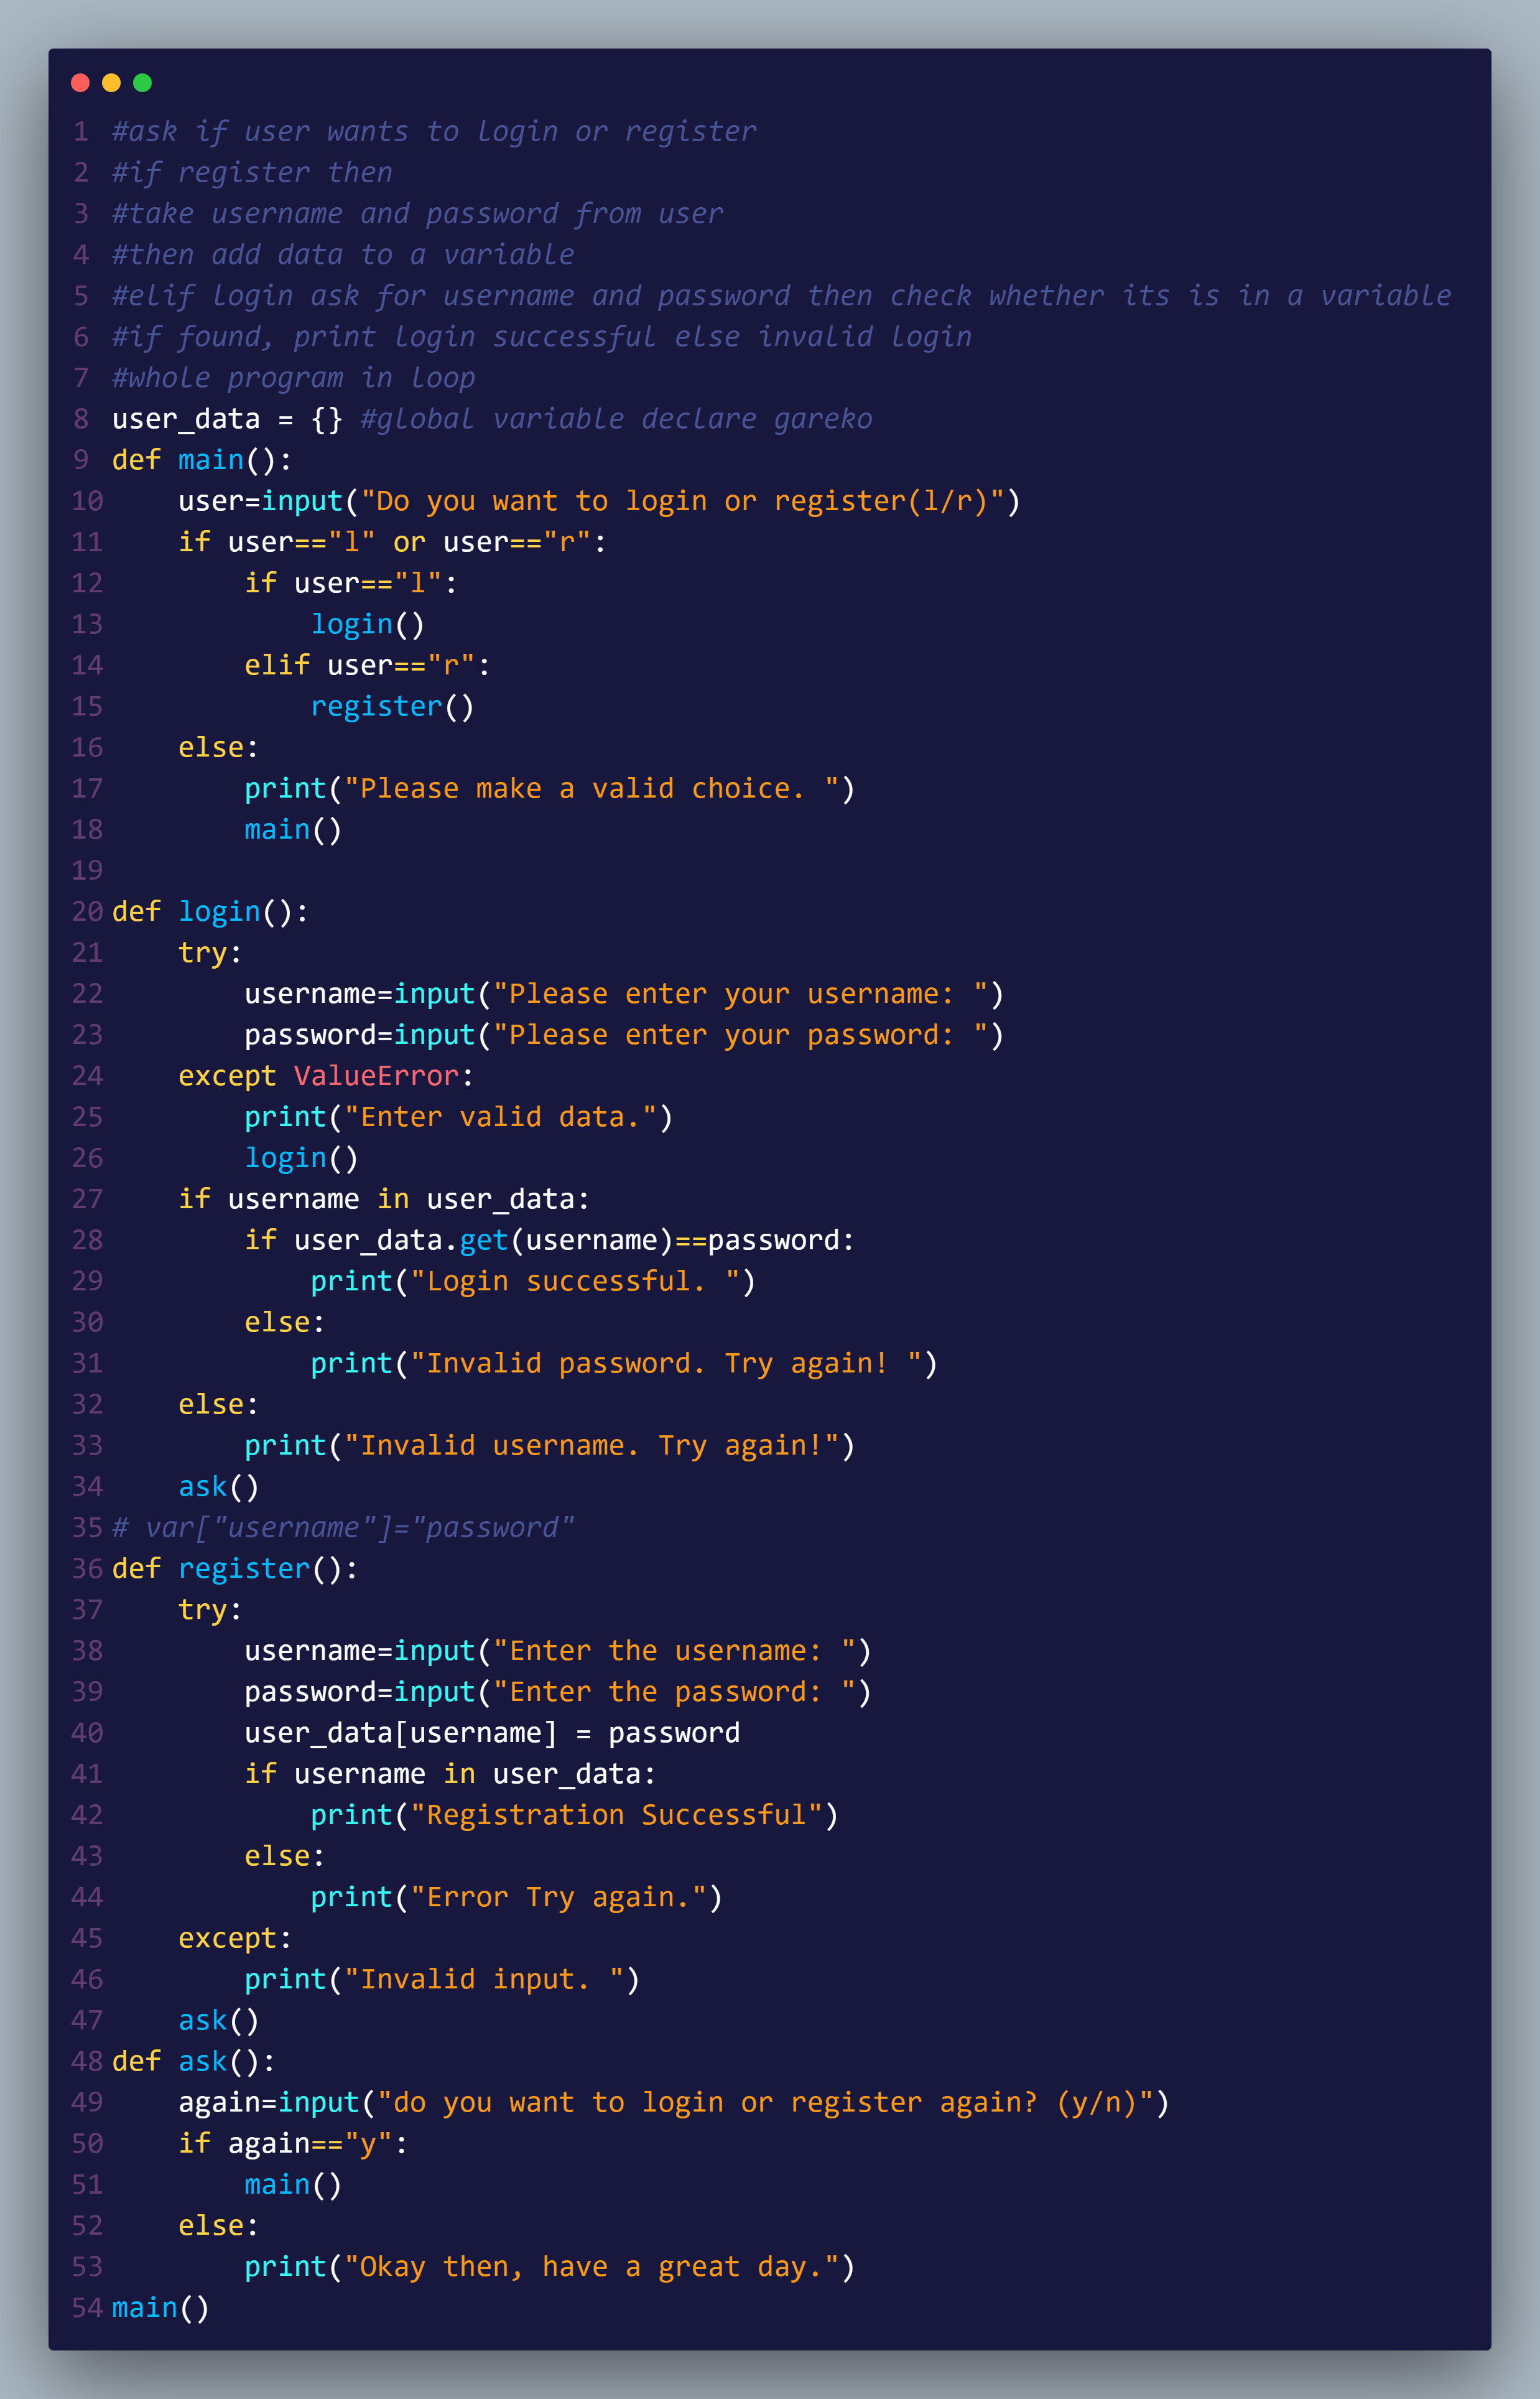 1 #ask if user wants to login or register
2 #if register then
3 #take username and password from user
4 #then add data to a variable
5 #elif login ask for username and password then check whether its is in a variable
6 #if found, print login successful else invalid login
7 #whole program in loop
8 user_data = {} #global variable declare gareko
9 def main():
10     user=input("Do you want to login or register(l/r)")
11     if user=="l" or user=="r":
12         if user=="l":
13             login()
14         elif user=="r":
15             register()
16     else:
17         print("Please make a valid choice. ")
18         main()
19
20 def login():
21     try:
22         username=input("Please enter your username: ")
23         password=input("Please enter your password: ")
24     except ValueError:
25         print("Enter valid data.")
26         login()
27     if username in user_data:
28         if user_data.get(username)==password:
29             print("Login successful. ")
30         else:
31             print("Invalid password. Try again! ")
32     else:
33         print("Invalid username. Try again!")
34     ask()
35 # var["username"]="password"
36 def register():
37     try:
38         username=input("Enter the username: ")
39         password=input("Enter the password: ")
40         user_data[username] = password
41         if username in user_data:
42             print("Registration Successful")
43         else:
44             print("Error Try again.")
45     except:
46         print("Invalid input. ")
47     ask()
48 def ask():
49     again=input("do you want to login or register again? (y/n)")
50     if again=="y":
51         main()
52     else:
53         print("Okay then, have a great day.")
54 main()